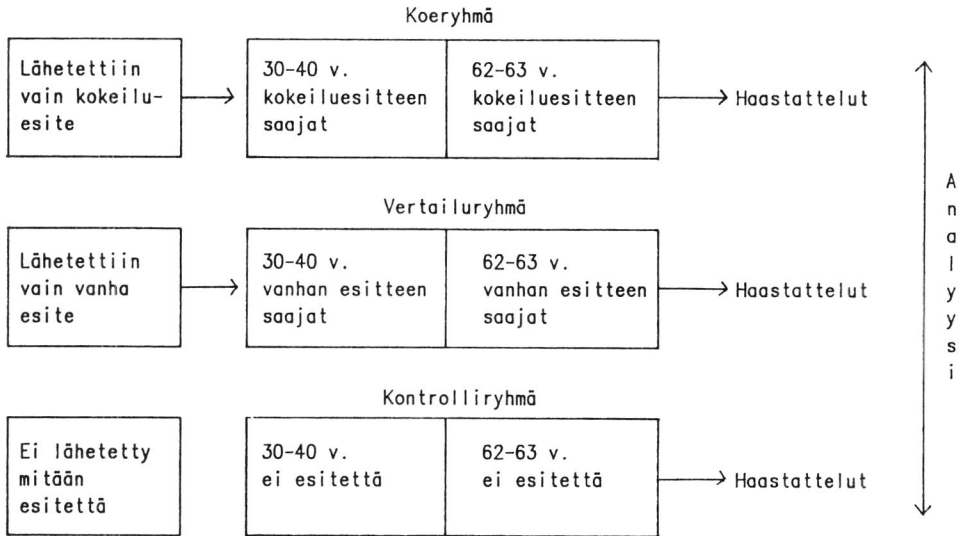 Koeryhmä
Lähetettiin
vain kokeilu-
esite
30-40 v.
kokeiluesitteen
saajat
62-63 v.
kokeiluesitteen
saajat
Haastattelut
Vertailuryhmä
Lähetettiin
vain vanha
esite
30-40 v.
vanhan esitteen
saajat
62-63 v.
vanhan esitteen
saajat
Haastattelut
Kontrolliryhmä
Ei lähetetty
mitään
esitettä
30-40 v.
ei esitettä
62-63 v.
ei esitettä
Haastattelut
Analyysi